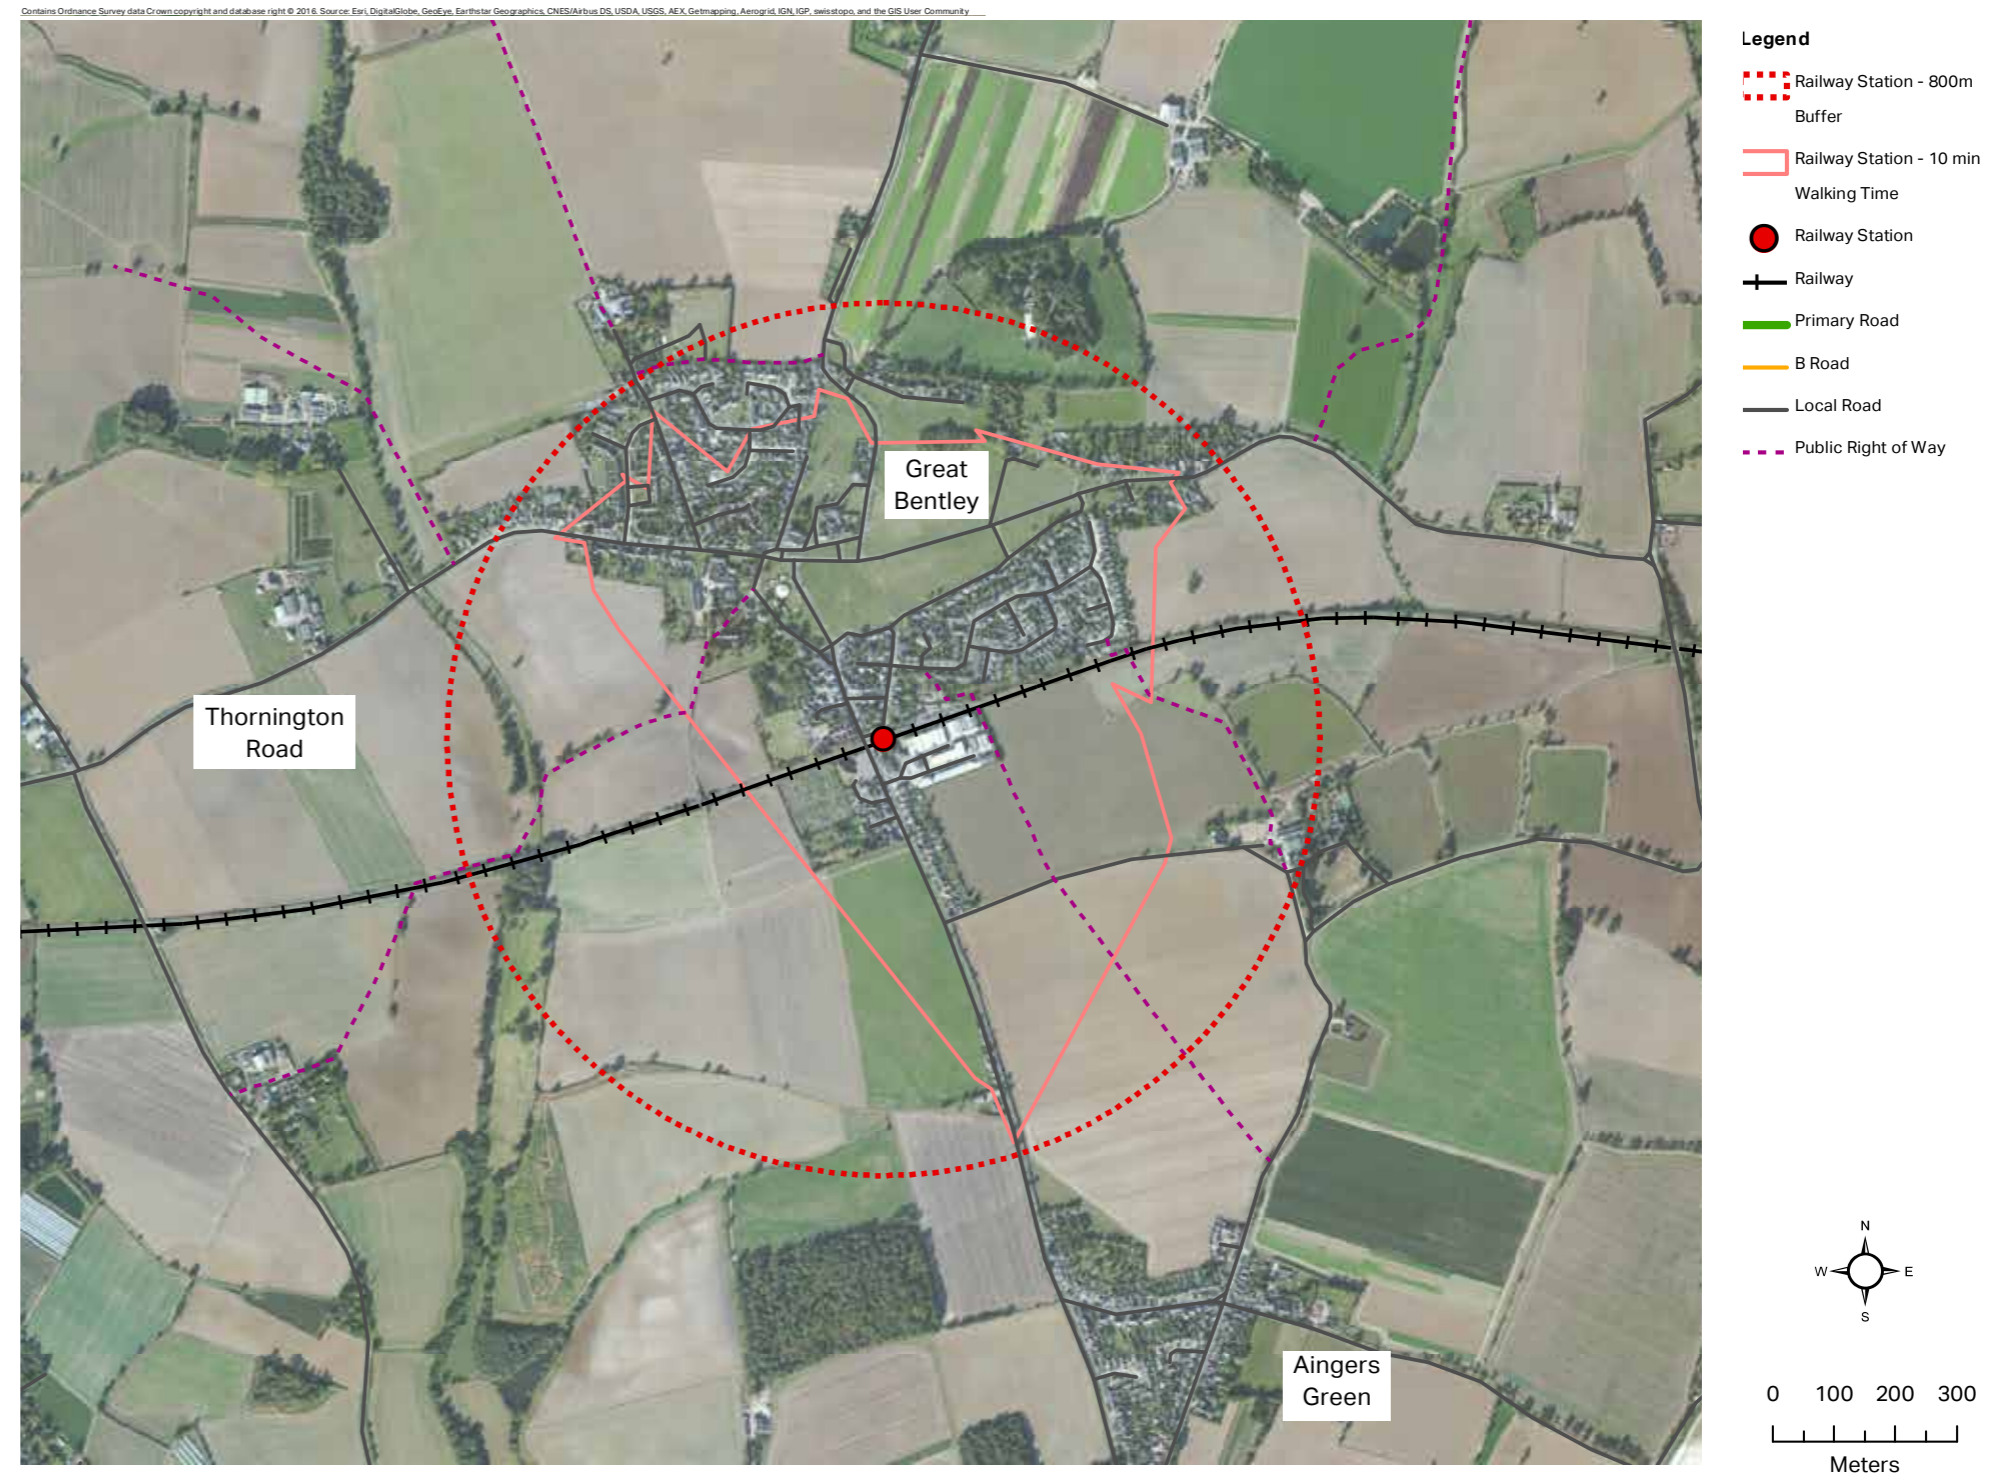 Contains Ordnance Survey data Crown copyright and database right © 2016. Source: Esri, DigitalGlobe, GeoEye, Earthstar Geographics, CNES/Airbus DS, USDA, USGS, AEX, Getmapping, Aerogrid, IGN, IGP, swisstopo, and the GIS User Community
Legend
Railway Station - 800m
Buffer
Railway Station - 10 min
Walking Time
Railway Station
Railway
Primary Road
B Road
Local Road
Public Right of Way
Great
Bentley
Thornington
Road
Aingers
Green
N
W E
S
0 100 200 300
Meters